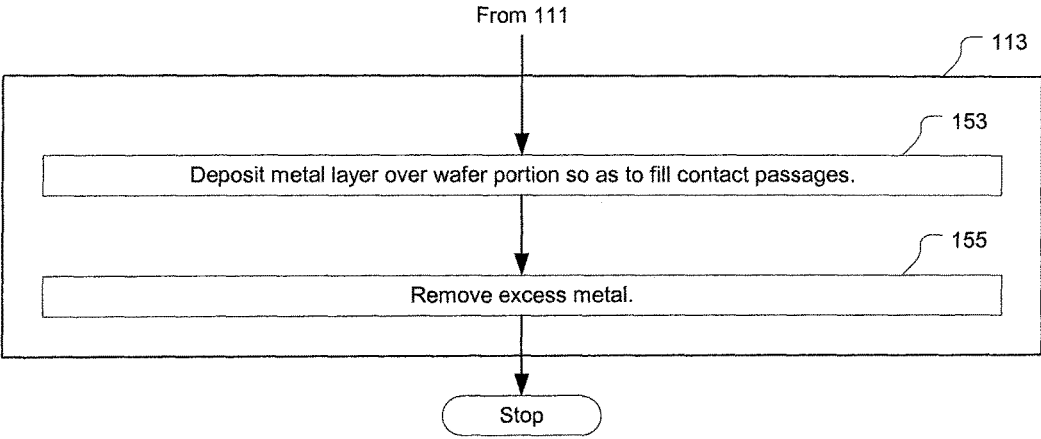 From 111
113
153
Deposit metal layer over wafer portion so as to fill contact passages.
155
Remove excess metal.
Stop